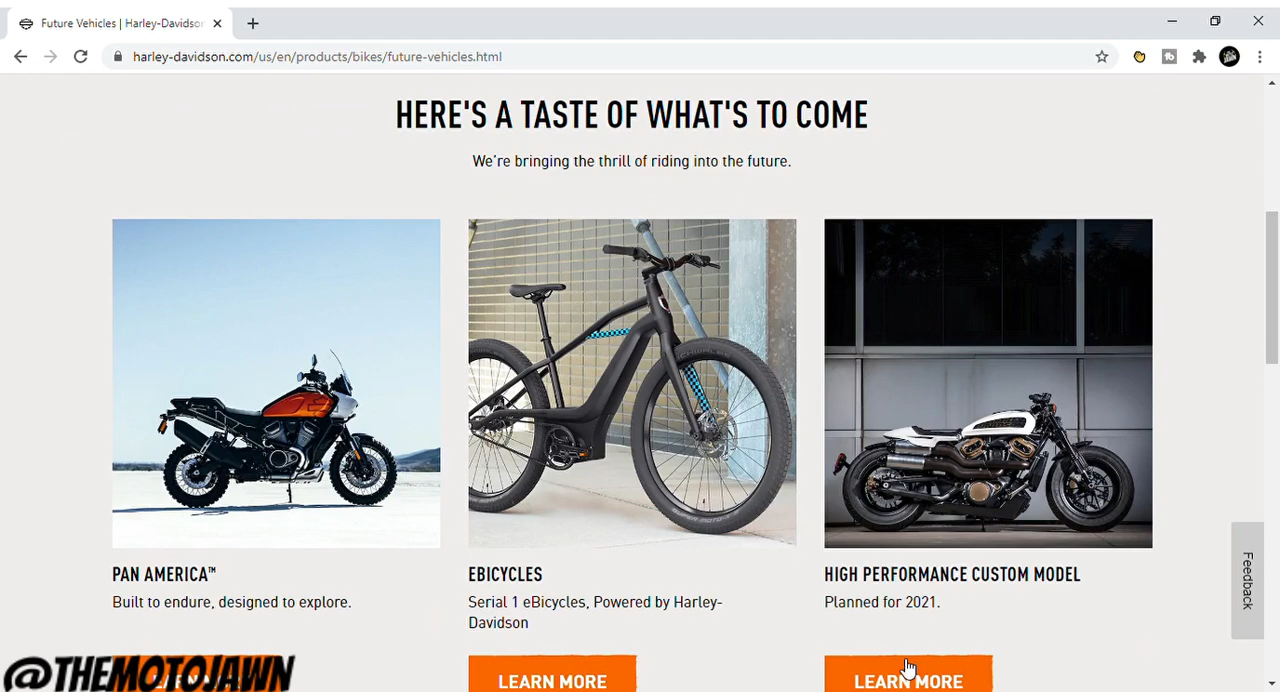 Future Vehicles | Harley-Davidso
harley-davidson.com/us/en/products/bikes/future-vehicles.html
HERE'S A TASTE OF WHAT'S TO COME
We're bringing the thrill of riding into the future.
PAN AMERICA™
Built to endure, designed to explore.
EBICYCLES
Serial 1 eBicycles, Powered by Harley-
Davidson
HIGH PERFORMANCE CUSTOM MODEL
Planned for 2021.
Feedback
@THEMOTOJAWN
LEARN MORE
LEARN MORE